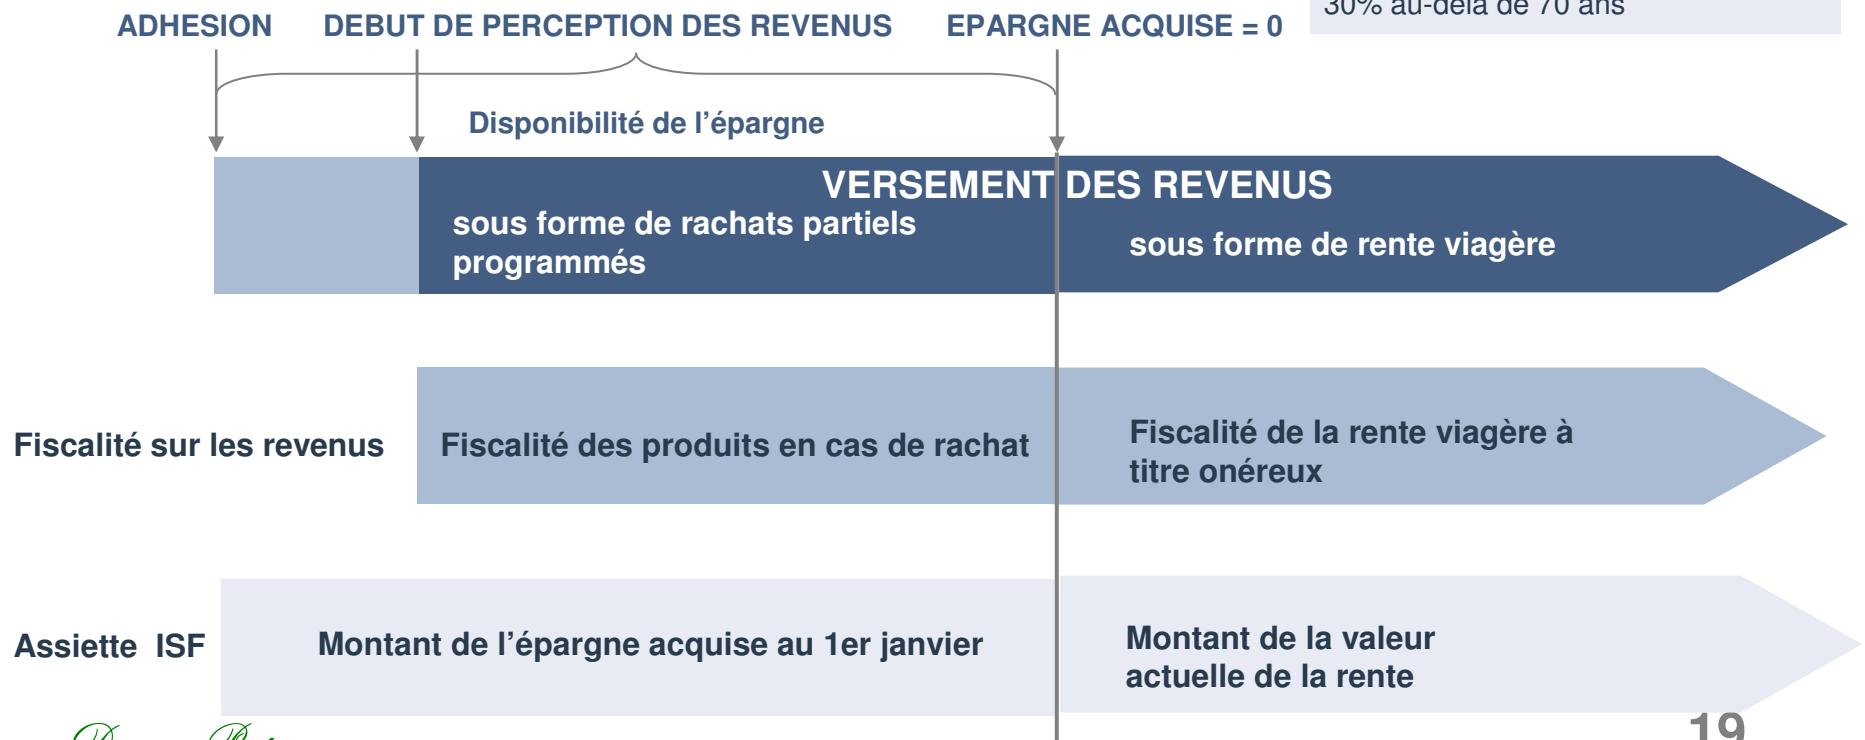 30% au-delà de 70 ans
ADHESION
DEBUT DE PERCEPTION DES REVENUS
EPARGNE ACQUISE = 0
Disponibilité de l’épargne
VERSEMENT DES REVENUS
sous forme de rachats partiels
programmés
sous forme de rente viagère
Fiscalité sur les revenus
Fiscalité des produits en cas de rachat
Fiscalité de la rente viagère à
titre onéreux
Assiette ISF
Montant de l’épargne acquise au 1er janvier
Montant de la valeur
actuelle de la rente
19